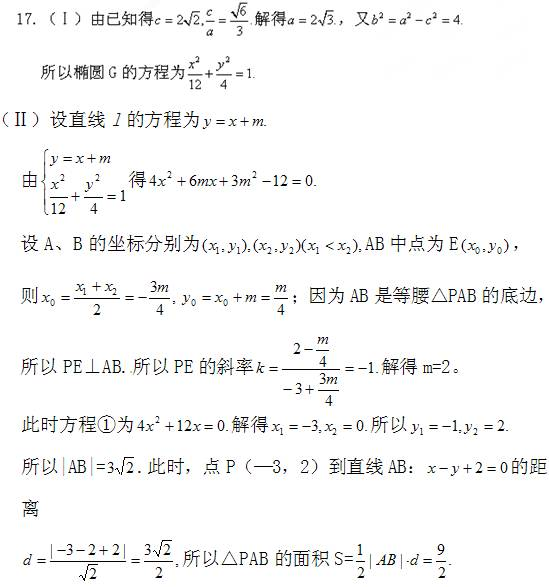 17. (Ⅰ) 由已知得c=2√2, c/a=√6/3. 解得a=2√3., 又b²=a²-c²=4.
所以椭圆G的方程为x²/12+y²/4=1.
(Ⅱ) 设直线l的方程为y=x+m.
由{y=x+m, x²/12+y²/4=1 得4x²+6mx+3m²-12=0.
设A、B的坐标分别为(x₁,y₁),(x₂,y₂)(x₁<x₂), AB中点为E(x₀,y₀),
则x₀=(x₁+x₂)/2=-3m/4, y₀=x₀+m=m/4; 因为AB是等腰△PAB的底边,
所以PE⊥AB. 所以PE的斜率k=(2-m/4)/(-3+3m/4)=-1. 解得m=2。
此时方程①为4x²+12x=0. 解得x₁=-3,x₂=0. 所以y₁=-1,y₂=2.
所以|AB|=3√2. 此时, 点P(—3, 2)到直线AB: x-y+2=0的距
离
d=|-3-2+2|/√2=3√2/2, 所以△PAB的面积S=1/2|AB|·d=9/2.